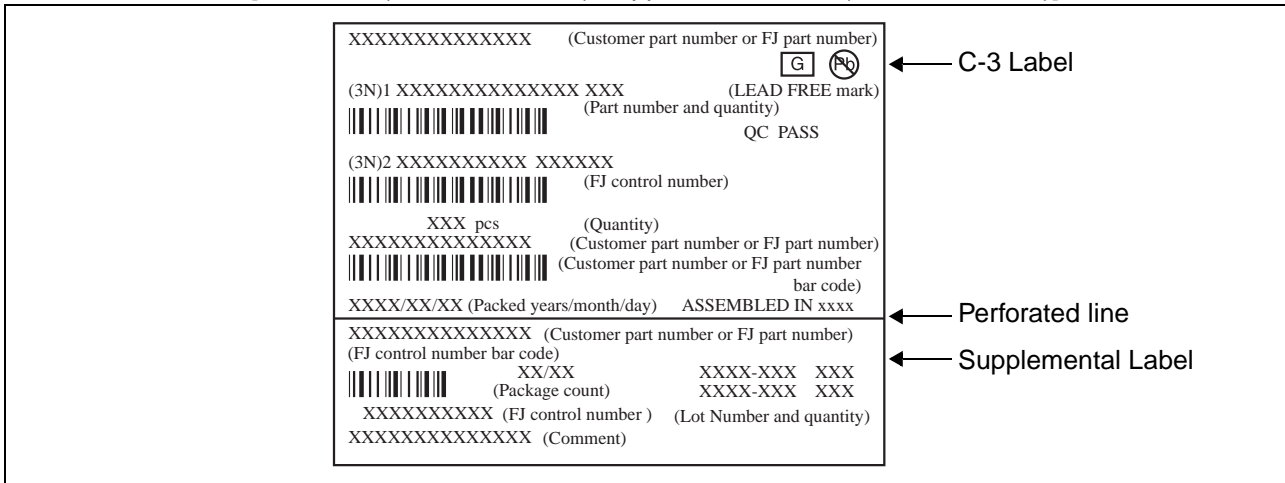 XXXXXXXXXXXXXX (Customer part number or FJ part number)
G Pb
C-3 Label
(3N)1 XXXXXXXXXXXXXX XXX (LEAD FREE mark)
(Part number and quantity)
QC PASS
(3N)2 XXXXXXXXXX XXXXXX
(FJ control number)
XXX pcs (Quantity)
XXXXXXXXXXXXXX (Customer part number or FJ part number)
(Customer part number or FJ part number
bar code)
XXXX/XX/XX (Packed years/month/day) ASSEMBLED IN xxxx
Perforated line
XXXXXXXXXXXXXX (Customer part number or FJ part number)
(FJ control number bar code)
Supplemental Label
XX/XX XXXX-XXX XXX
(Package count) XXXX-XXX XXX
XXXXXXXXXX (FJ control number ) (Lot Number and quantity)
XXXXXXXXXXXXXX (Comment)